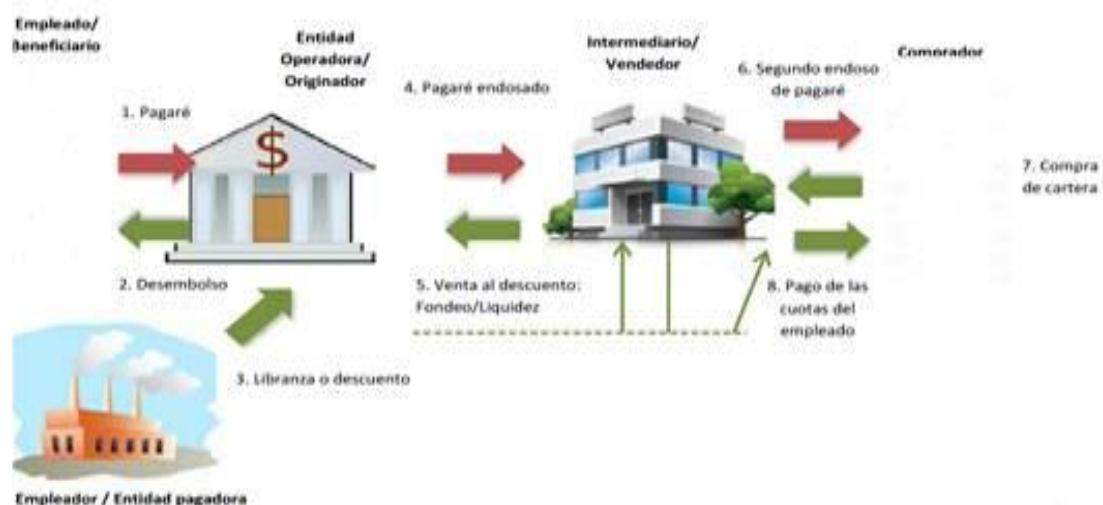 Empleado/
Beneficiario
Entidad
Operadora/
Originador
Intermediario/
Vendedor
Comprador
1. Pagaré
$
4. Pagaré endosado
6. Segundo endoso
de pagaré
7. Compra
de cartera
2. Desembolso
5. Venta al descuento:
Fondeo/Liquidez
8. Pago de las
cuotas del
empleado
3. Libranza o descuento
Empleador / Entidad pagadora